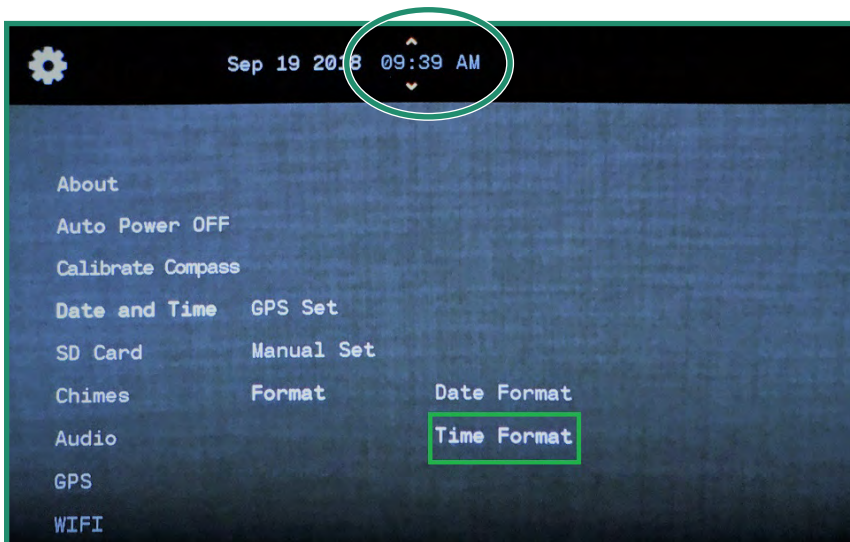 Sep 19 2018 09:39 AM
About
Auto Power OFF
Calibrate Compass
Date and Time GPS Set
SD Card Manual Set
Chimes Format Date Format
Audio Time Format
GPS
WIFI